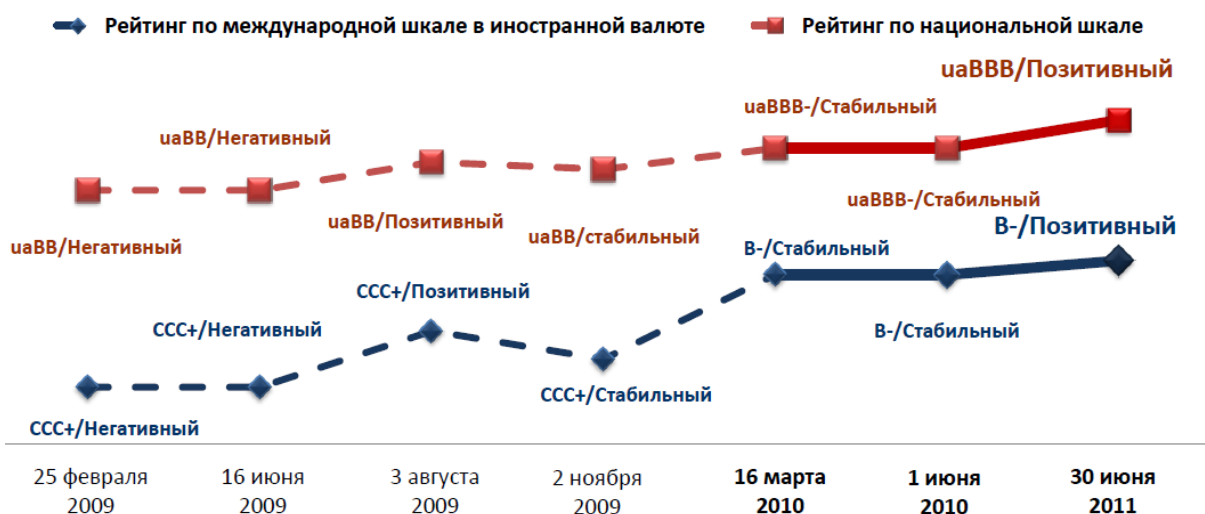 Рейтинг по международной шкале в иностранной валюте
Рейтинг по национальной шкале
uaBBB/Позитивный
uaBBB-/Стабильный
uaBB/Негативный
uaBBB-/Стабильный
uaBB/Позитивный
uaBB/стабильный
uaBB/Негативный
B-/Позитивный
B-/Стабильный
CCC+/Позитивный
CCC+/Негативный
B-/Стабильный
CCC+/Стабильный
CCC+/Негативный
25 февраля
2009
16 июня
2009
3 августа
2009
2 ноября
2009
16 марта
2010
1 июня
2010
30 июня
2011